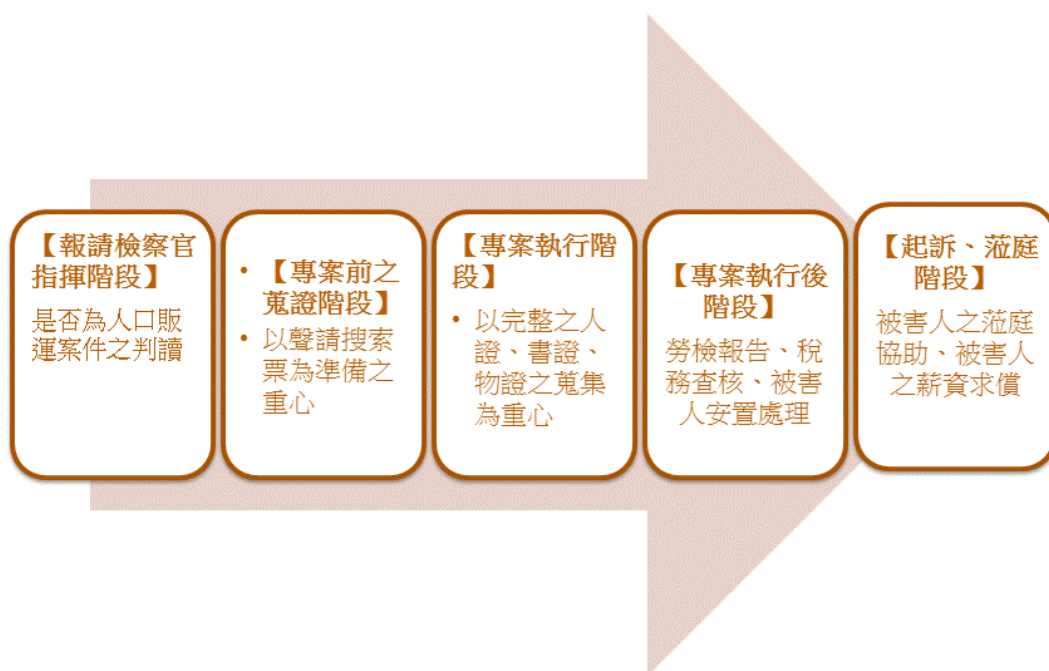 【報請檢察官
指揮階段】
是否為人口販
運案件之判讀
• 【專案前之
蒐證階段】
• 以聲請搜索
票為準備之
重心
【專案執行階
段】
• 以完整之人
證、書證、
物證之蒐集
為重心
【專案執行後
階段】
勞檢報告、稅
務查核、被害
人安置處理
【起訴、蒞庭
階段】
被害人之蒞庭
協助、被害人
之薪資求償